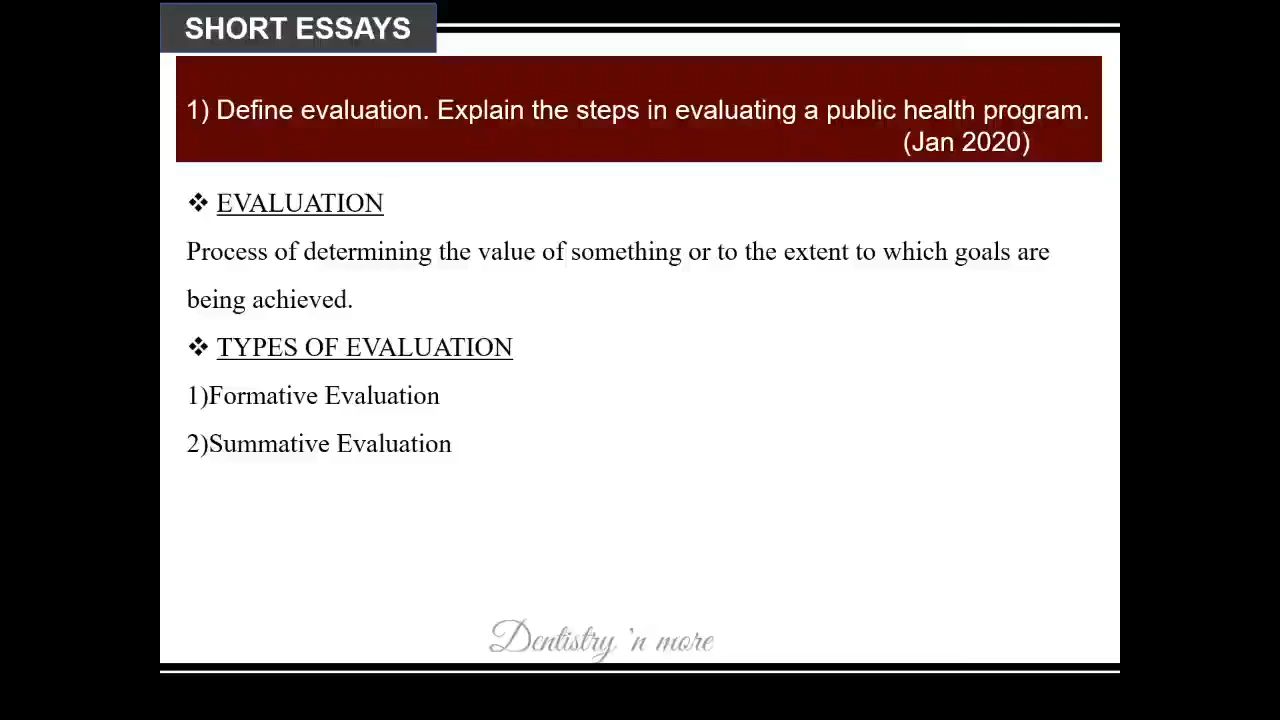 SHORT ESSAYS
1) Define evaluation. Explain the steps in evaluating a public health program.
(Jan 2020)
❖ EVALUATION
Process of determining the value of something or to the extent to which goals are
being achieved.
❖ TYPES OF EVALUATION
1)Formative Evaluation
2)Summative Evaluation
Dentistry 'n more